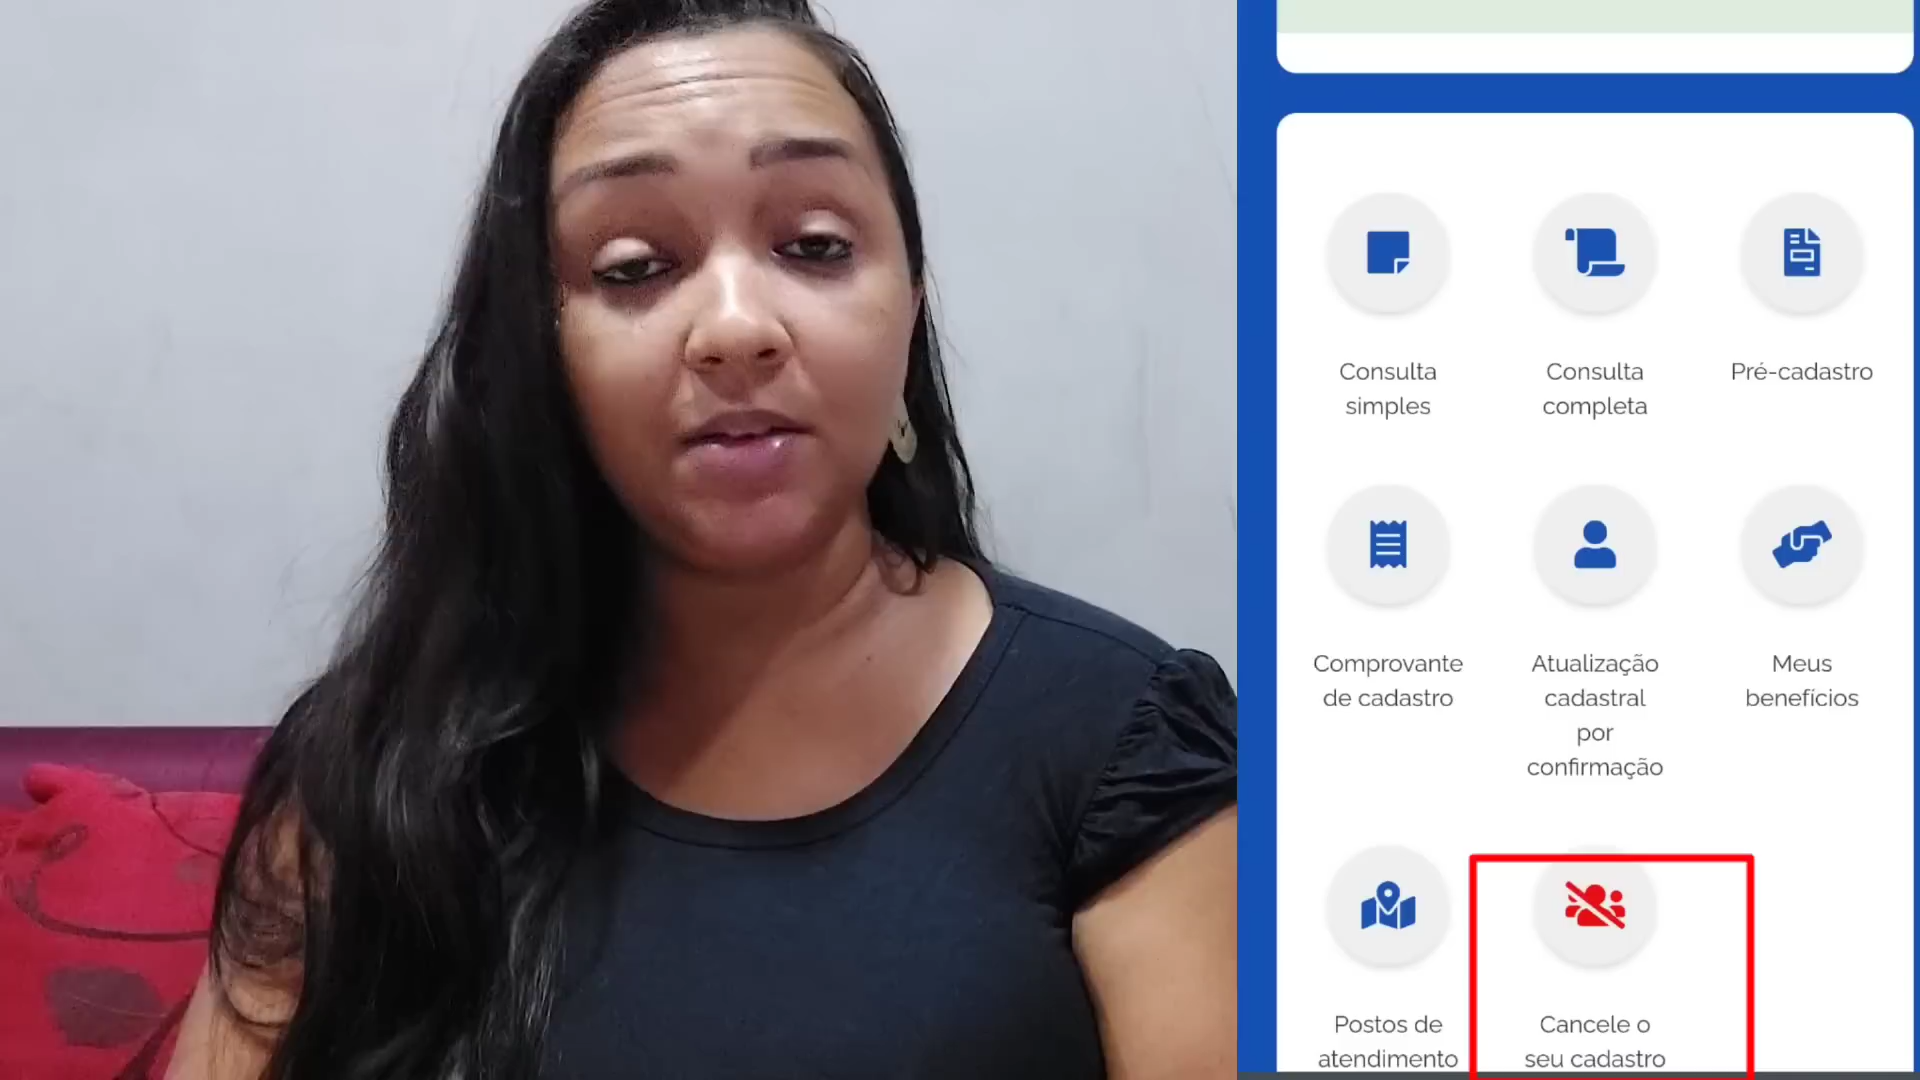 Consulta
simples
Consulta
completa
Pré-cadastro
Comprovante
de cadastro
Atualização
cadastral
por
confirmação
Meus
benefícios
Postos de
atendimento
Cancele o
seu cadastro